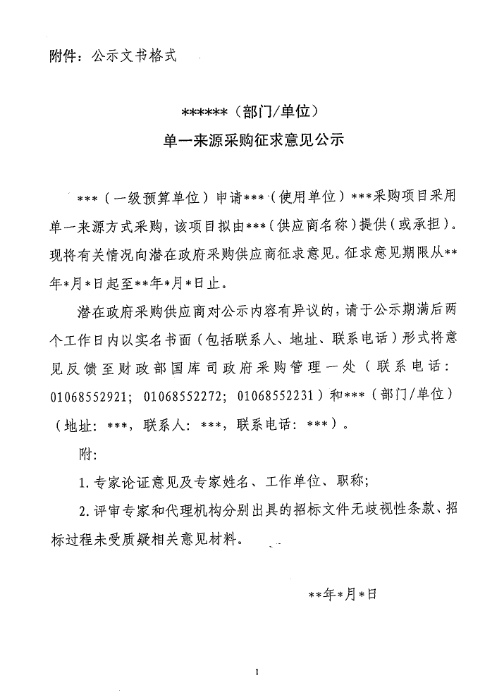 附件：公示文书格式
******（部门/单位）
单一来源采购征求意见公示
***（一级预算单位）申请***（使用单位）***采购项目采用
单一来源方式采购，该项目拟由***（供应商名称）提供（或承担）。
现将有关情况向潜在政府采购供应商征求意见。征求意见期限从**
年*月*日起至**年*月*日止。
潜在政府采购供应商对公示内容有异议的，请于公示期满后两
个工作日内以实名书面（包括联系人、地址、联系电话）形式将意
见反馈至财政部国库司政府采购管理一处（联系电话：
01068552921；01068552272；01068552231）和***（部门/单位）
（地址：***，联系人：***，联系电话：***）。
附：
1.专家论证意见及专家姓名、工作单位、职称；
2.评审专家和代理机构分别出具的招标文件无歧视性条款、招
标过程未受质疑相关意见材料。
**年*月*日
1